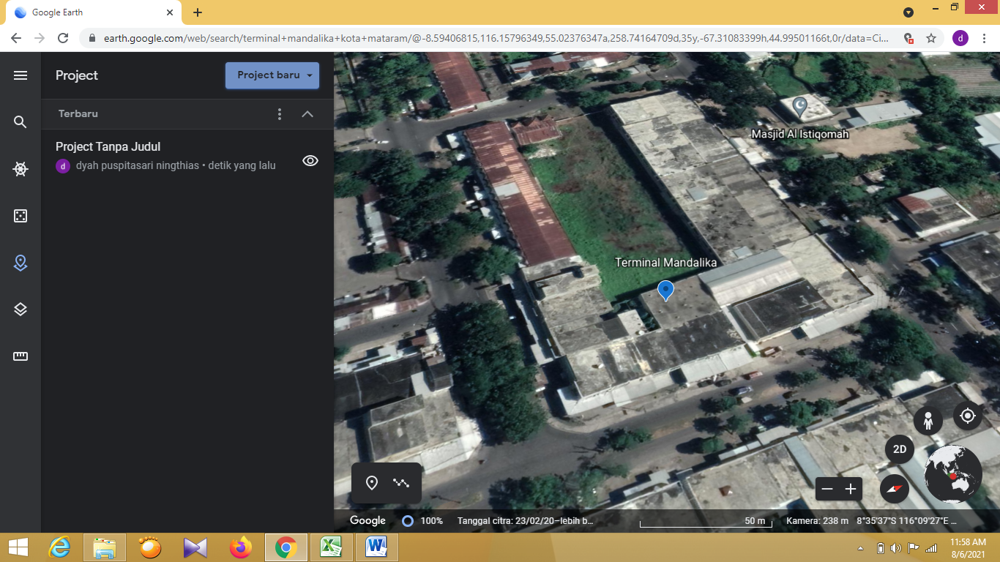 Google Earth
earth.google.com/web/search/terminal+mandalika+kota+mataram/@-8.59406815,116.15796349,55.02376347a,258.74164709d,35y,-67.31083399h,44.99501166t,0r/data=Ci...
d
Project
Project baru
Terbaru
Project Tanpa Judul
d dyah puspitasari ningthias • detik yang lalu
Masjid Al Istiqomah
Terminal Mandalika
2D
Google 100% Tanggal citra: 23/02/20–lebih b... 50 m Kamera: 238 m 8°35'37"S 116°09'27"E ...
11:58 AM
8/6/2021